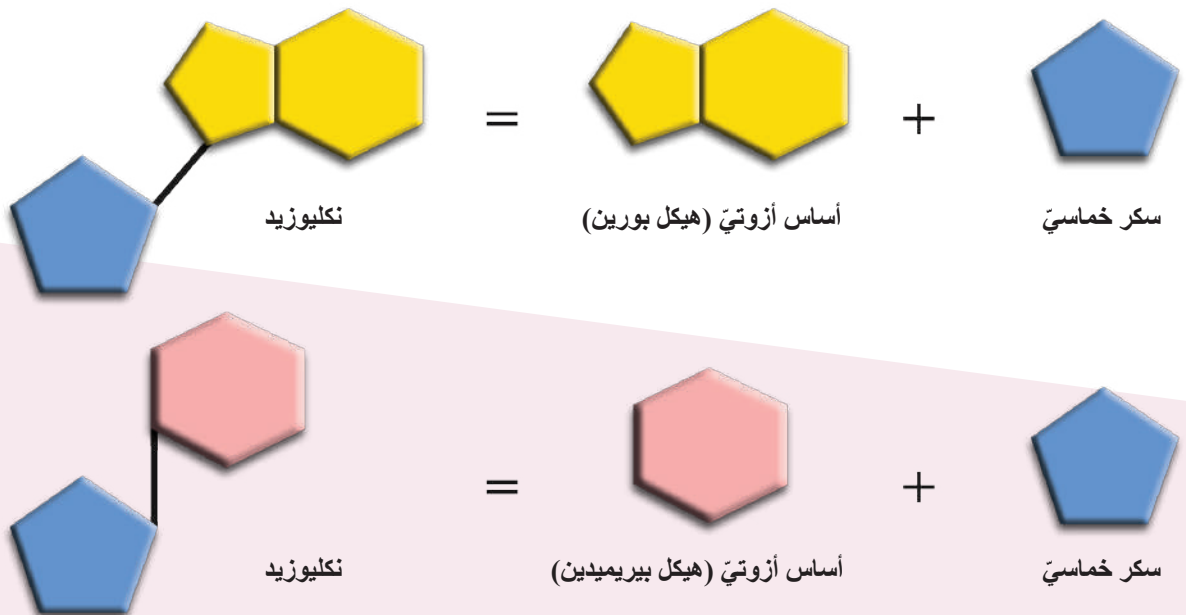 = +
سكر خماسيّ أساس أزوتيّ (هيكل بورين) نكليوزيد
= +
سكر خماسيّ أساس أزوتيّ (هيكل بيريميدين) نكليوزيد